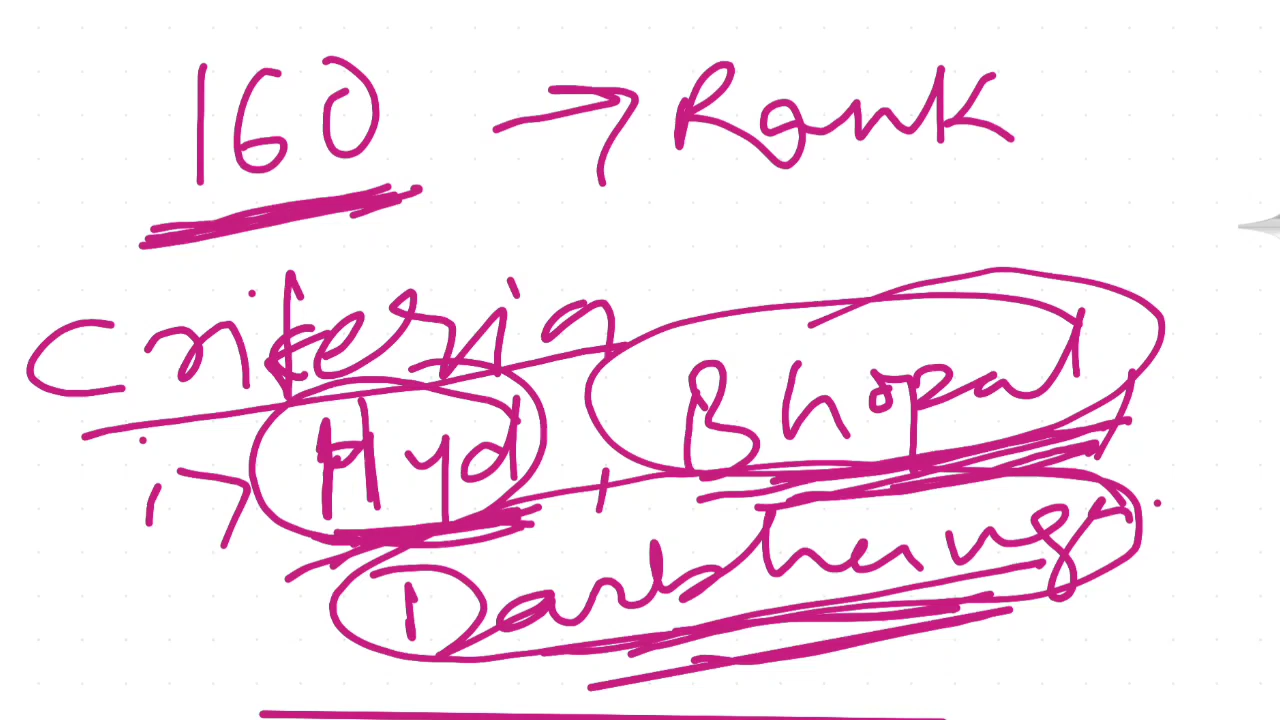 160 → Rank
Criteria
i> Hyd, Bhopal
Darbhanga